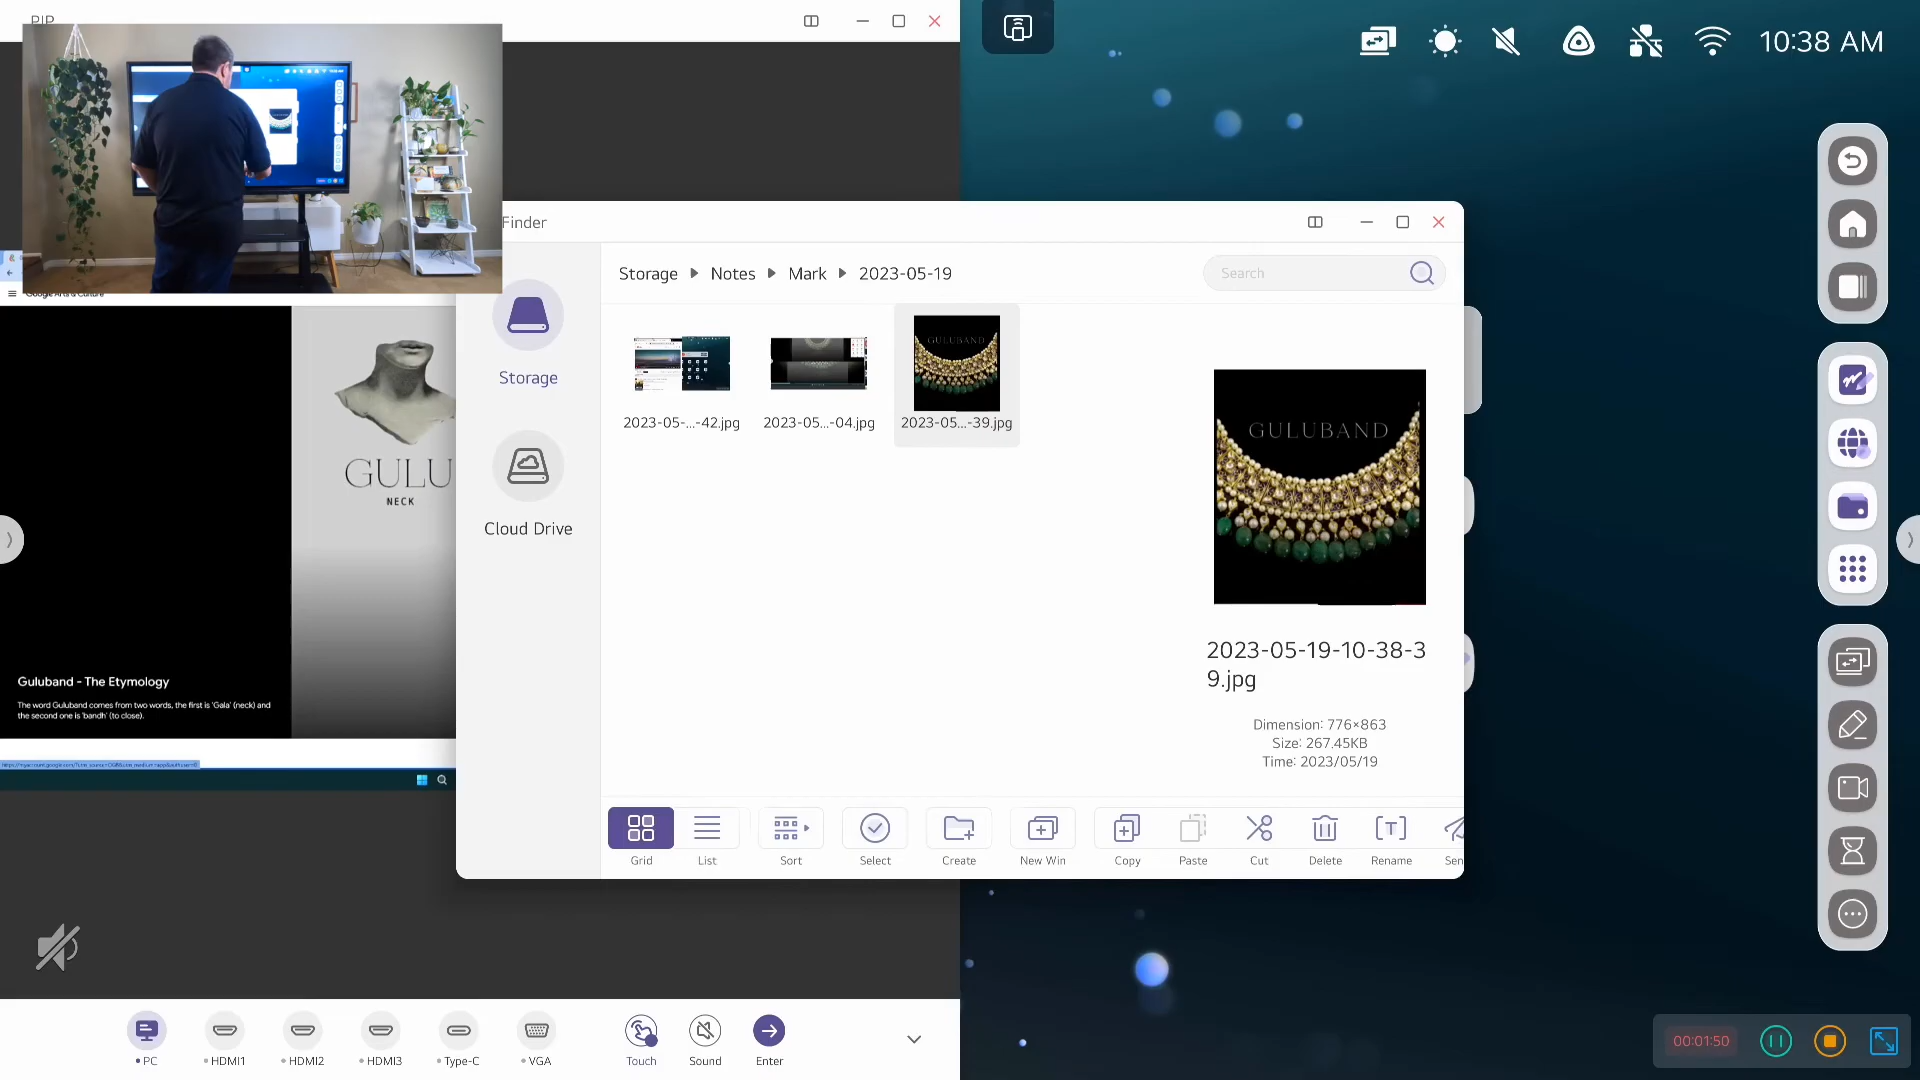 PIP
10:38 AM
Finder
Storage Notes Mark 2023-05-19
Search
Storage
Cloud Drive
2023-05-...-42.jpg
2023-05...-04.jpg
2023-05...-39.jpg
GULUBAND
GULUBAND
2023-05-19-10-38-3
9.jpg
Dimension: 776×863
Size: 267.45KB
Time: 2023/05/19
Google Arts & Culture
GULU
NECK
Guluband - The Etymology
The word Guluband comes from two words, the first is 'Gala' (neck) and
the second one is 'bandh' (to close).
Grid
List
Sort
Select
Create
New Win
Copy
Paste
Cut
Delete
Rename
Sen
PC
HDMI1
HDMI2
HDMI3
Type-C
VGA
Touch
Sound
Enter
00:01:50